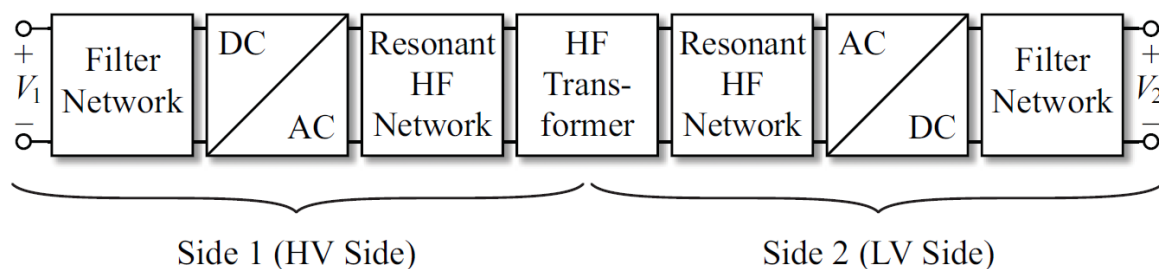 +
V1
−
Filter
Network
DC
AC
Resonant
HF
Network
HF
Trans-
former
Resonant
HF
Network
AC
DC
Filter
Network
+
V2
−
Side 1 (HV Side)
Side 2 (LV Side)